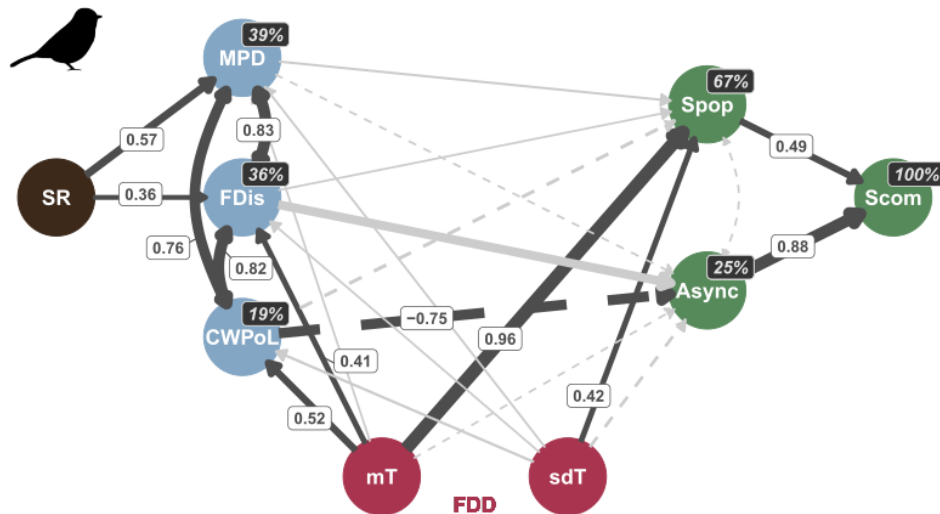 39%
MPD
67%
Spop
0.57
0.83
0.49
36%
100%
SR
0.36
FDis
Scom
0.76
0.82
0.88
25%
Async
19%
CWPoL
−0.75
0.96
0.41
0.42
0.52
mT
sdT
FDD